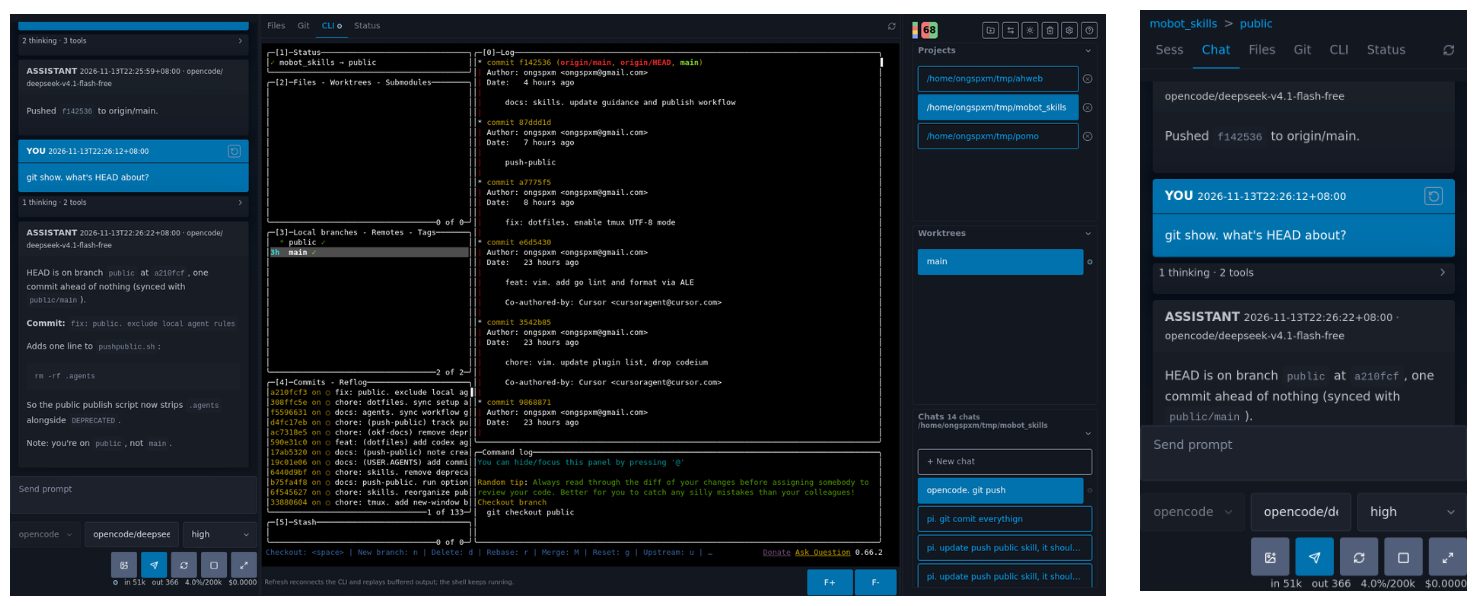 2 thinking · 3 tools >
ASSISTANT 2026-11-13T22:25:59+08:00 · opencode/
deepseek-v4.1-flash-free
Pushed f142536 to origin/main.
YOU 2026-11-13T22:26:12+08:00
git show. what's HEAD about?
1 thinking · 2 tools >
ASSISTANT 2026-11-13T22:26:22+08:00 · opencode/
deepseek-v4.1-flash-free
HEAD is on branch public at a210fcf , one
commit ahead of nothing (synced with
public/main ).
Commit: fix: public. exclude local agent rules
Adds one line to pushpublic.sh :
rm -rf .agents
So the public publish script now strips .agents
alongside DEPRECATED .
Note: you're on public , not main .
Send prompt
opencode
opencode/deepsee
high
in 51k out 366 4.0%/200k $0.0000
Files Git CLI Status
[1]-Status
✓ mobot_skills → public
[2]-Files - Worktrees - Submodules
0 of 0
[3]-Local branches - Remotes - Tags
* public ✓
3h main ✓
2 of 2
[4]-Commits - Reflog
a210fcf3 on ○ fix: public. exclude local ag
308ffc5e on ○ chore: dotfiles. sync setup a
f5596631 on ○ docs: agents. sync workflow g
d4fc17eb on ○ chore: (push-public) track pu
ac7318e5 on ○ chore: (okf-docs) remove depr
590e31c0 on ○ feat: (dotfiles) add codex ag
17ab5320 on ○ docs: (push-public) note crea
19c01e06 on ○ docs: (USER.AGENTS) add commi
6440d9bf on ○ chore: skills. remove depreca
b75fa4f8 on ○ docs: push-public. run option
6f545627 on ○ chore: skills. reorganize pub
33880604 on ○ chore: tmux. add new-window b
1 of 133
[5]-Stash
0 of 0
[0]-Log
* commit f142536 (origin/main, origin/HEAD, main)
Author: ongspxm <ongspxm@gmail.com>
Date: 4 hours ago
docs: skills. update guidance and publish workflow
* commit 87ddd1d
Author: ongspxm <ongspxm@gmail.com>
Date: 7 hours ago
push-public
* commit a7775f5
Author: ongspxm <ongspxm@gmail.com>
Date: 8 hours ago
fix: dotfiles. enable tmux UTF-8 mode
* commit e6d5430
Author: ongspxm <ongspxm@gmail.com>
Date: 23 hours ago
feat: vim. add go lint and format via ALE
Co-authored-by: Cursor <cursoragent@cursor.com>
* commit 3542b05
Author: ongspxm <ongspxm@gmail.com>
Date: 23 hours ago
chore: vim. update plugin list, drop codeium
Co-authored-by: Cursor <cursoragent@cursor.com>
* commit 9868871
Author: ongspxm <ongspxm@gmail.com>
Date: 23 hours ago
Command log
You can hide/focus this panel by pressing '@'
Random tip: Always read through the diff of your changes before assigning somebody to
review your code. Better for you to catch any silly mistakes than your colleagues!
Checkout branch
git checkout public
Checkout: <space> | New branch: n | Delete: d | Rebase: r | Merge: M | Reset: g | Upstream: u | …
Donate Ask Question 0.66.2
Refresh reconnects the CLI and replays buffered output; the shell keeps running.
F+ F-
68
Projects
/home/ongspxm/tmp/ahweb
/home/ongspxm/tmp/mobot_skills
/home/ongspxm/tmp/pomo
Worktrees
main
Chats 14 chats
/home/ongspxm/tmp/mobot_skills
+ New chat
opencode. git push
pi. git comit everythign
pi. update push public skill, it shoul...
pi. update push public skill, it shoul...
mobot_skills > public
Sess Chat Files Git CLI Status
opencode/deepseek-v4.1-flash-free
Pushed f142536 to origin/main.
YOU 2026-11-13T22:26:12+08:00
git show. what's HEAD about?
1 thinking · 2 tools >
ASSISTANT 2026-11-13T22:26:22+08:00 ·
opencode/deepseek-v4.1-flash-free
HEAD is on branch public at a210fcf , one
commit ahead of nothing (synced with
public/main ).
Send prompt
opencode
opencode/de
high
in 51k out 366 4.0%/200k $0.0000